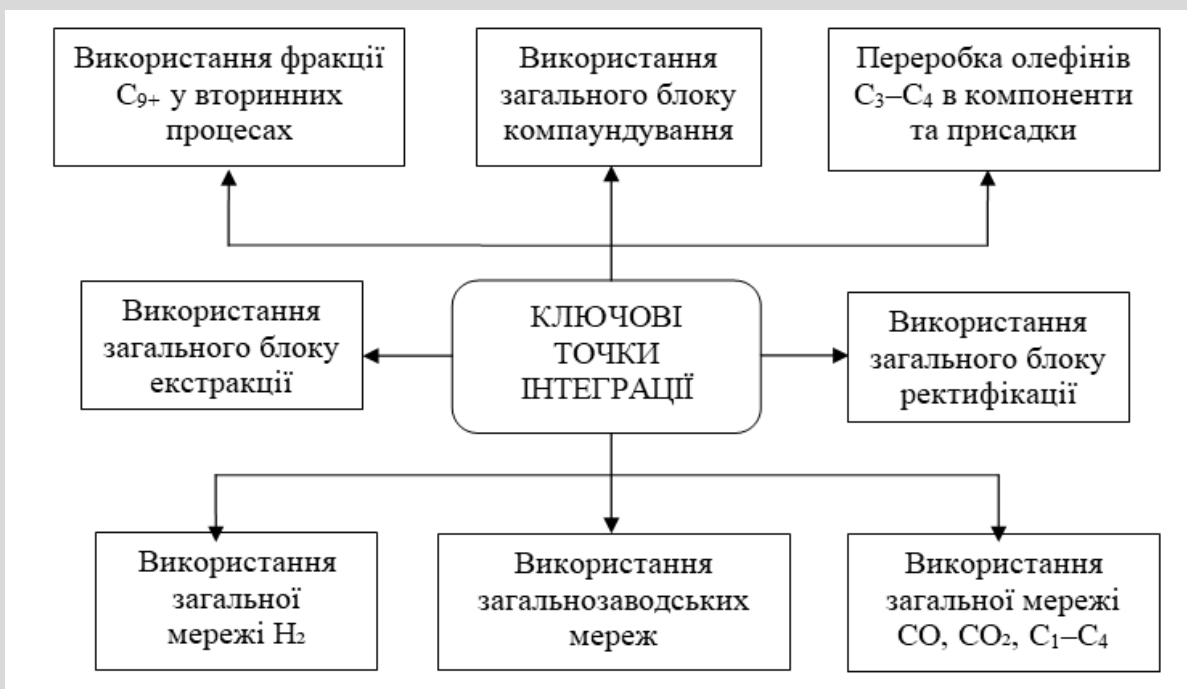 Використання фракції
C₉₊ у вторинних
процесах
Використання
загального блоку
компаундування
Переробка олефінів
C₃–C₄ в компоненти
та присадки
Використання
загального блоку
екстракції
КЛЮЧОВІ
ТОЧКИ
ІНТЕГРАЦІЇ
Використання
загального блоку
ректифікації
Використання
загальної
мережі H₂
Використання
загальнозаводських
мереж
Використання
загальної мережі
CO, CO₂, C₁–C₄